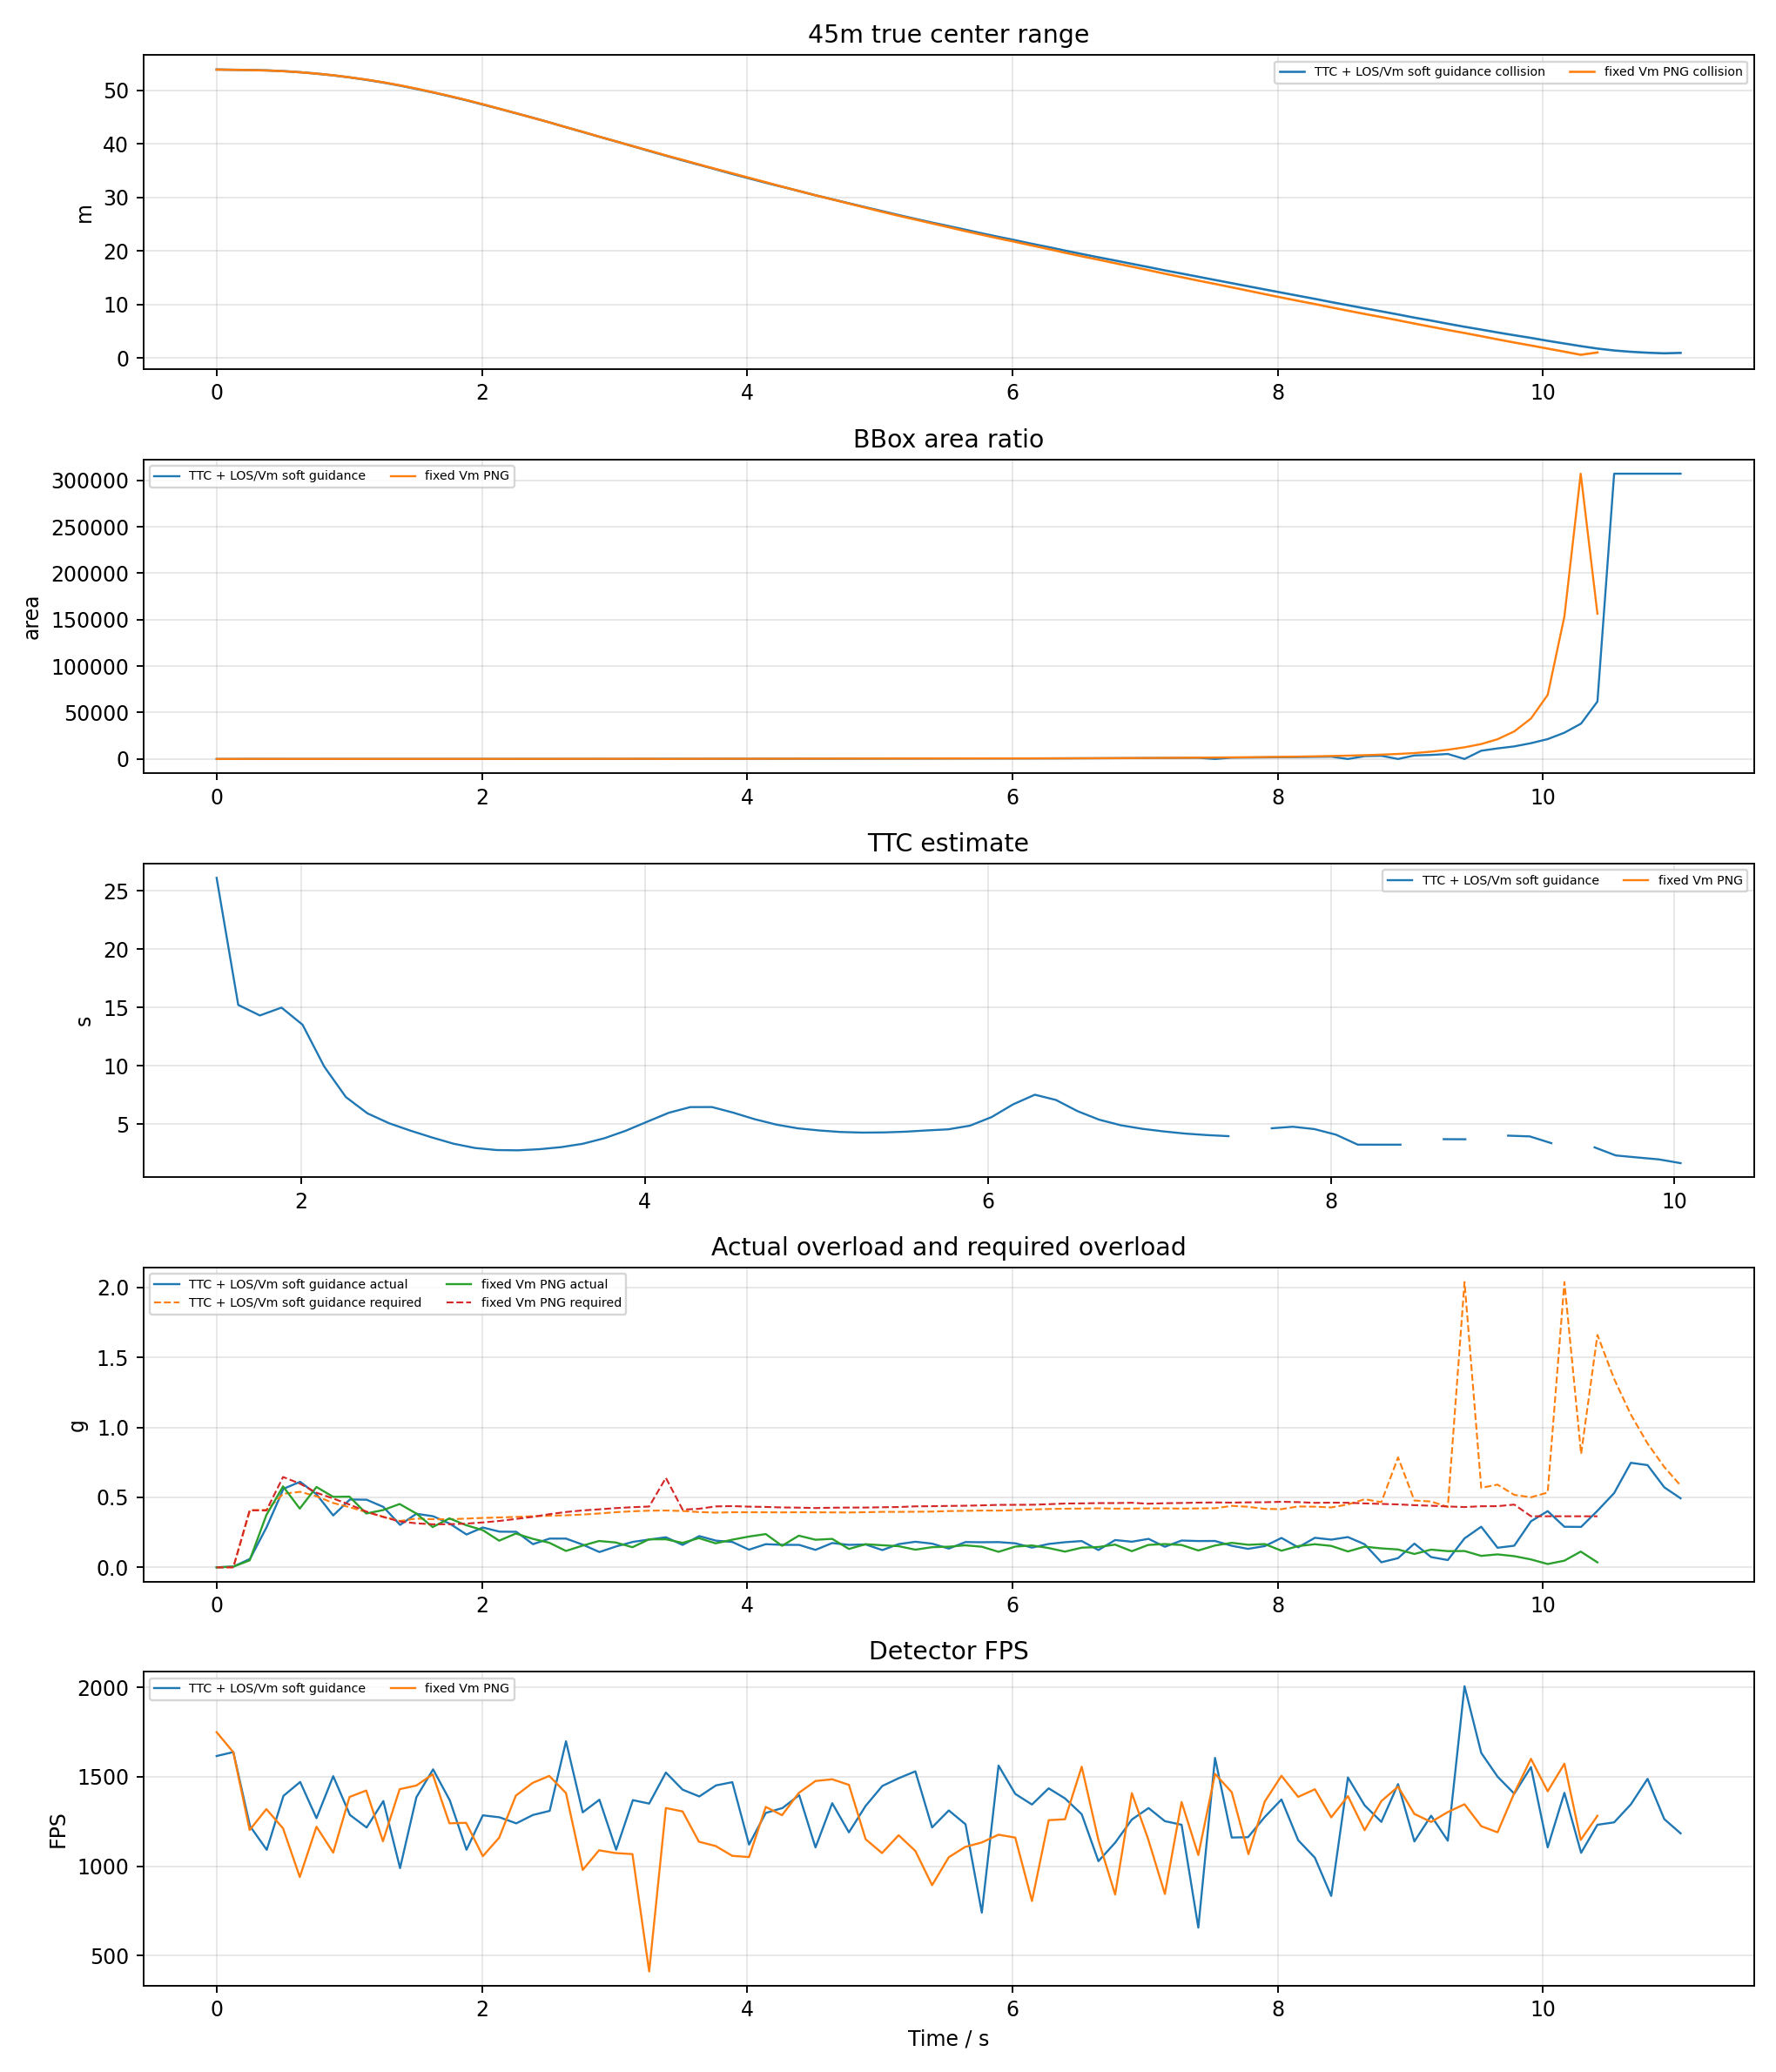 45m true center range
TTC + LOS/Vm soft guidance collision fixed Vm PNG collision
50
40
30
20
10
0
m
0 2 4 6 8 10
BBox area ratio
TTC + LOS/Vm soft guidance fixed Vm PNG
300000
250000
200000
150000
100000
50000
0
area
0 2 4 6 8 10
TTC estimate
TTC + LOS/Vm soft guidance fixed Vm PNG
25
20
15
10
5
s
2 4 6 8 10
Actual overload and required overload
TTC + LOS/Vm soft guidance actual fixed Vm PNG actual
TTC + LOS/Vm soft guidance required fixed Vm PNG required
2.0
1.5
1.0
0.5
0.0
g
0 2 4 6 8 10
Detector FPS
TTC + LOS/Vm soft guidance fixed Vm PNG
2000
1500
1000
500
FPS
0 2 4 6 8 10
Time / s